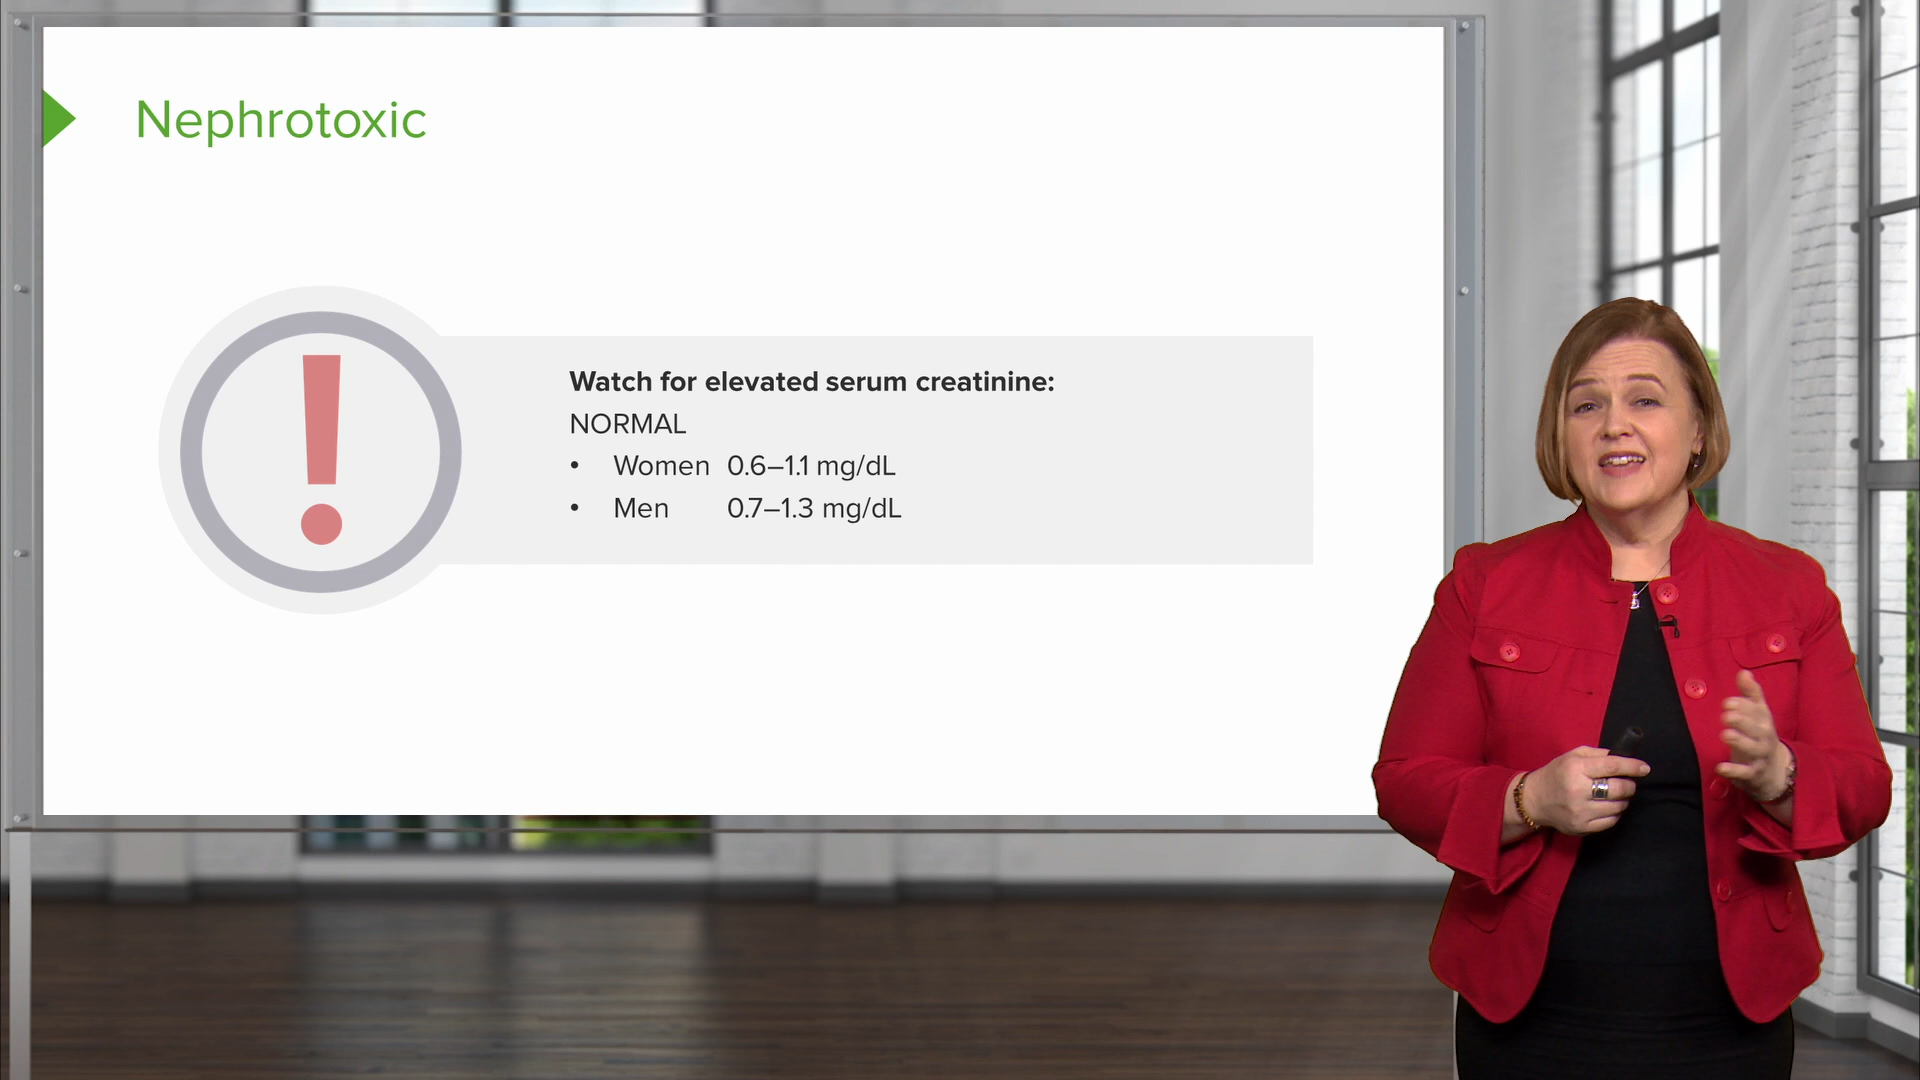 Nephrotoxic
Watch for elevated serum creatinine:
NORMAL
• Women 0.6–1.1 mg/dL
• Men 0.7–1.3 mg/dL